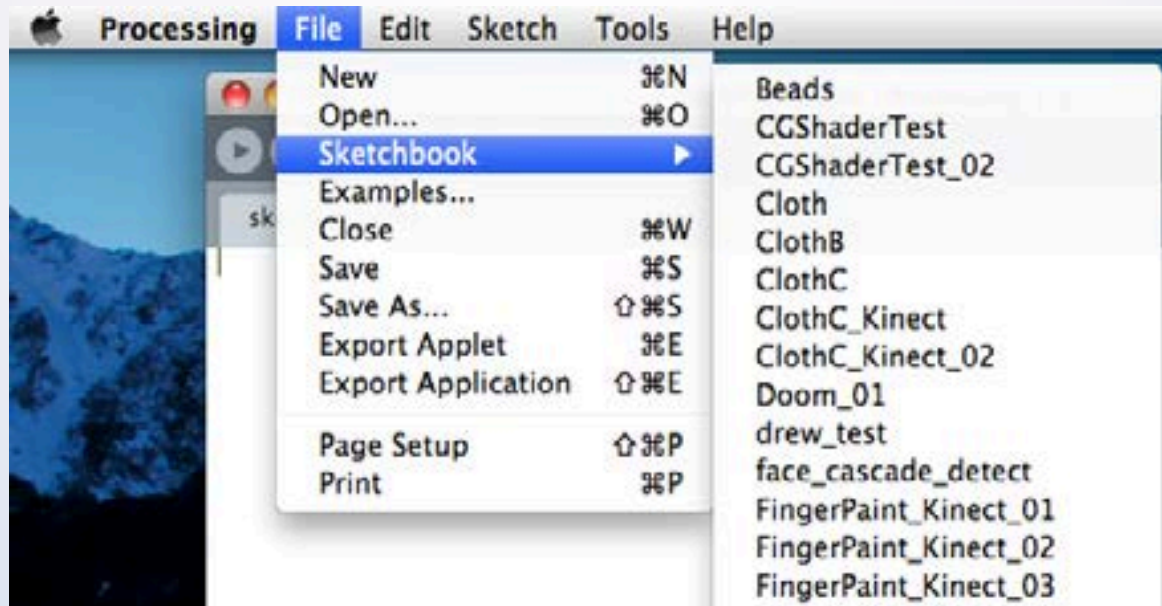 Processing File Edit Sketch Tools Help
New ⌘N
Open... ⌘O
Sketchbook ▶
Examples...
Close ⌘W
Save ⌘S
Save As... ⇧⌘S
Export Applet ⌘E
Export Application ⇧⌘E
Page Setup ⇧⌘P
Print ⌘P
sk
Beads
CGShaderTest
CGShaderTest_02
Cloth
ClothB
ClothC
ClothC_Kinect
ClothC_Kinect_02
Doom_01
drew_test
face_cascade_detect
FingerPaint_Kinect_01
FingerPaint_Kinect_02
FingerPaint_Kinect_03